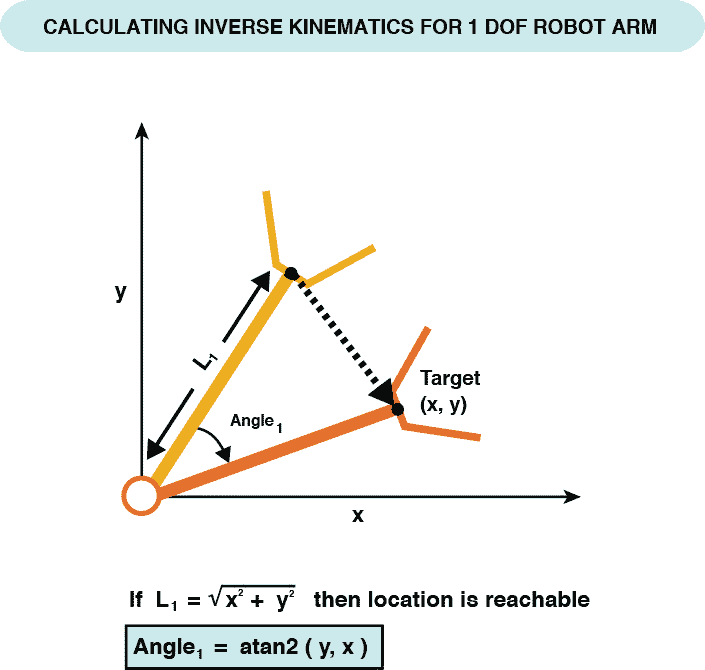 CALCULATING INVERSE KINEMATICS FOR 1 DOF ROBOT ARM
y
L₁
Angle₁
Target
(x, y)
x
If L₁ = √x² + y² then location is reachable
Angle₁ = atan2 ( y, x )